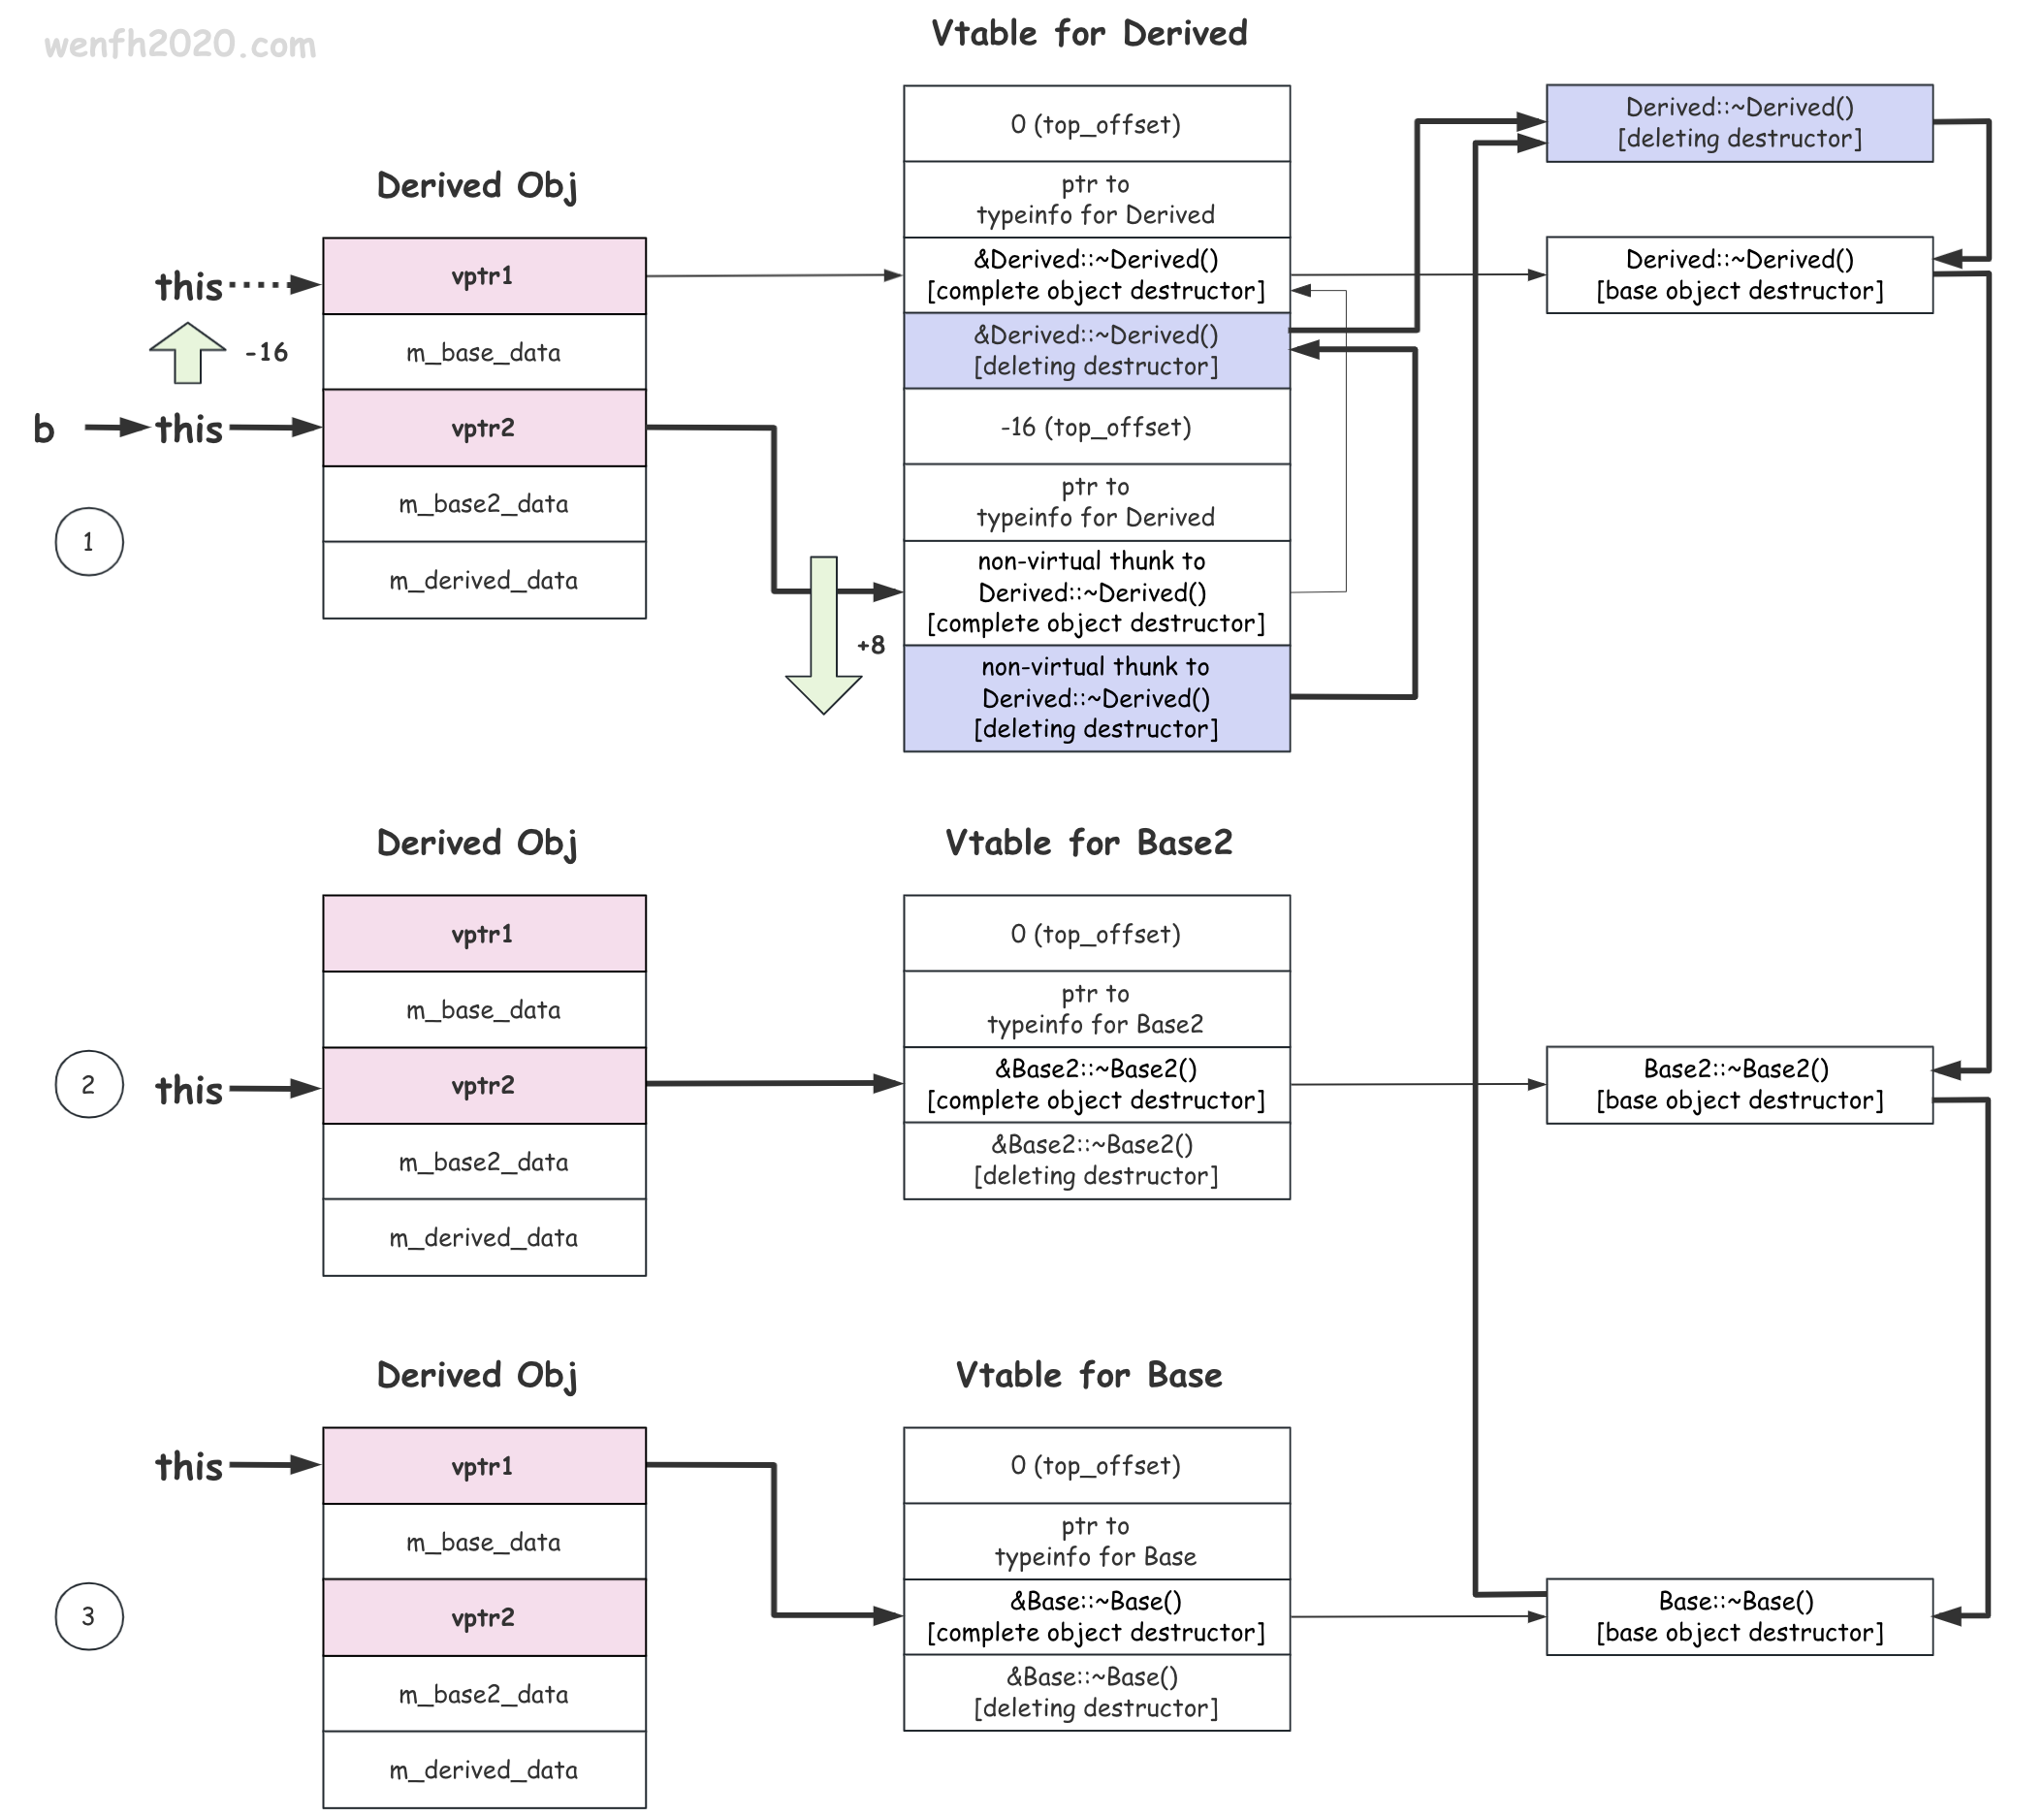 wenfh2020.com
Vtable for Derived
0 (top_offset)
ptr to
typeinfo for Derived
&Derived::~Derived()
[complete object destructor]
&Derived::~Derived()
[deleting destructor]
-16 (top_offset)
ptr to
typeinfo for Derived
non-virtual thunk to
Derived::~Derived()
[complete object destructor]
non-virtual thunk to
Derived::~Derived()
[deleting destructor]
Derived::~Derived()
[deleting destructor]
Derived::~Derived()
[base object destructor]
Derived Obj
this
vptr1
-16
m_base_data
b
this
vptr2
m_base2_data
1
m_derived_data
+8
Derived Obj
vptr1
m_base_data
2
this
vptr2
m_base2_data
m_derived_data
Vtable for Base2
0 (top_offset)
ptr to
typeinfo for Base2
&Base2::~Base2()
[complete object destructor]
&Base2::~Base2()
[deleting destructor]
Base2::~Base2()
[base object destructor]
Derived Obj
this
vptr1
m_base_data
3
vptr2
m_base2_data
m_derived_data
Vtable for Base
0 (top_offset)
ptr to
typeinfo for Base
&Base::~Base()
[complete object destructor]
&Base::~Base()
[deleting destructor]
Base::~Base()
[base object destructor]